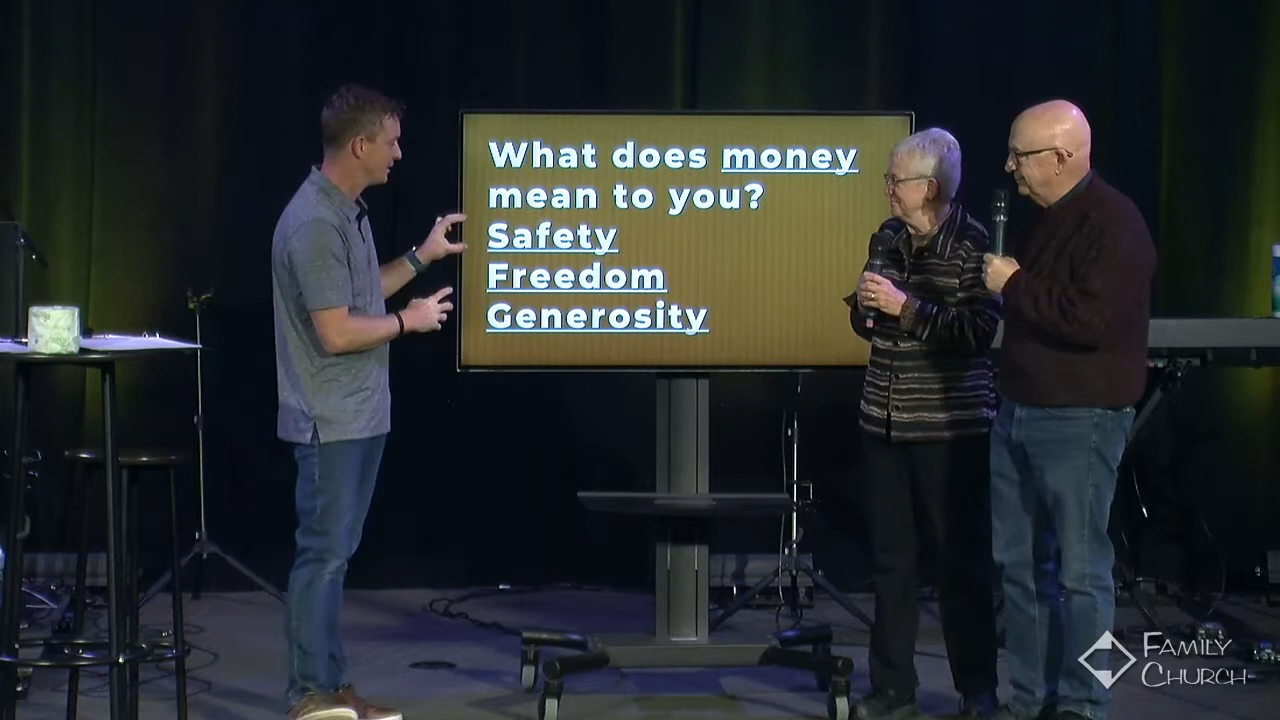 What does money
mean to you?
Safety
Freedom
Generosity
FAMILY
CHURCH